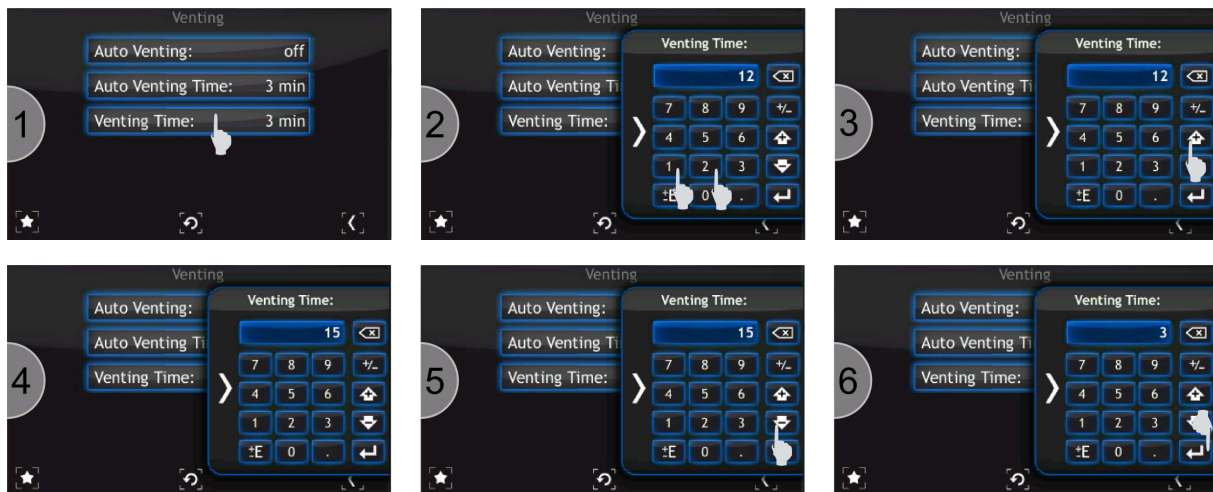 1
Venting
Auto Venting: off
Auto Venting Time: 3 min
Venting Time: 3 min
2
Venting
Auto Venting:
Auto Venting Ti
Venting Time:
Venting Time:
12
7 8 9 +/-
4 5 6
1 2 3
±E 0 .
3
Venting
Auto Venting:
Auto Venting Ti
Venting Time:
Venting Time:
12
7 8 9 +/-
4 5 6
1 2 3
±E 0 .
4
Venting
Auto Venting:
Auto Venting Ti
Venting Time:
Venting Time:
15
7 8 9 +/-
4 5 6
1 2 3
±E 0 .
5
Venting
Auto Venting:
Auto Venting Ti
Venting Time:
Venting Time:
15
7 8 9 +/-
4 5 6
1 2 3
±E 0 .
6
Venting
Auto Venting:
Auto Venting Ti
Venting Time:
Venting Time:
3
7 8 9 +/-
4 5 6
1 2 3
±E 0 .